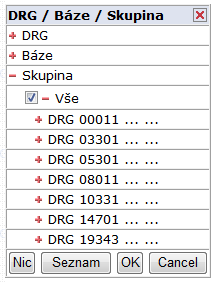 DRG / Báze / Skupina
DRG
Báze
Skupina
Vše
DRG 00011 ... ...
DRG 03301 ... ...
DRG 05301 ... ...
DRG 08011 ... ...
DRG 10331 ... ...
DRG 14701 ... ...
DRG 19343 ... ...
Nic Seznam OK Cancel